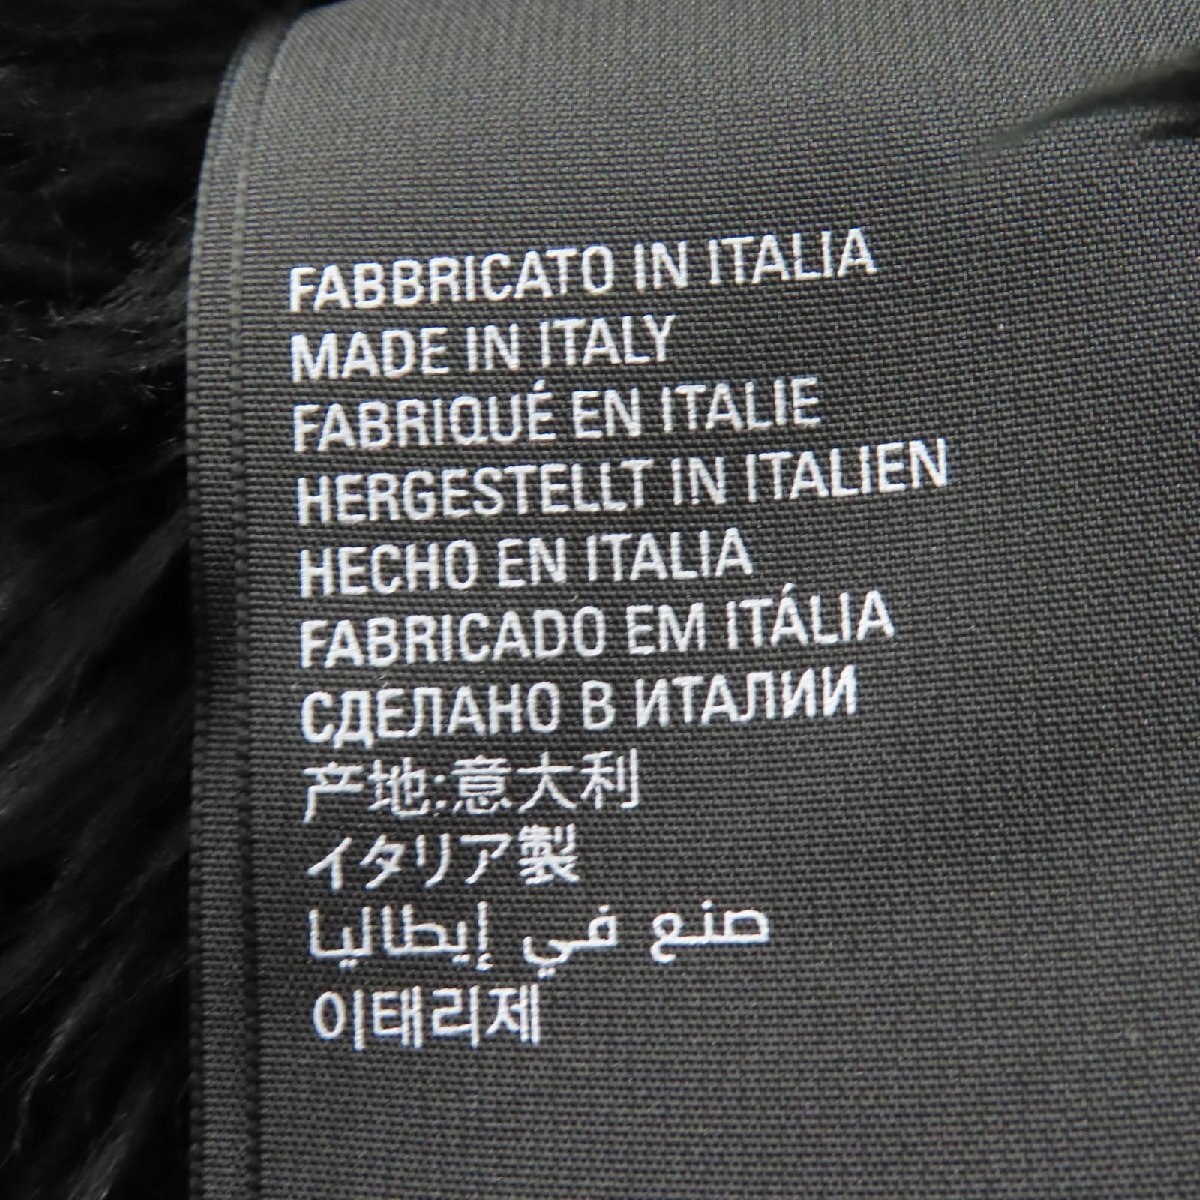 FABBRICATO IN ITALIA
MADE IN ITALY
FABRIQUÉ EN ITALIE
HERGESTELLT IN ITALIEN
HECHO EN ITALIA
FABRICADO EM ITÁLIA
СДЕЛАНО В ИТАЛИИ
产地:意大利
イタリア製
صنع في إيطاليا
이태리제